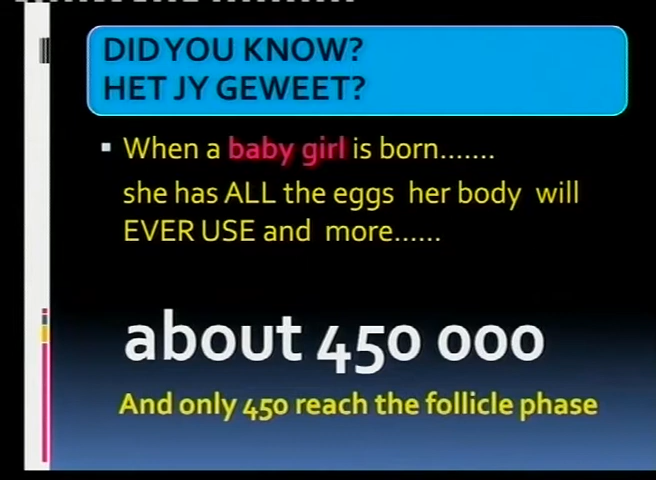 DID YOU KNOW?
HET JY GEWEET?
When a baby girl is born.......
she has ALL the eggs her body will
EVER USE and more......
about 450 000
And only 450 reach the follicle phase